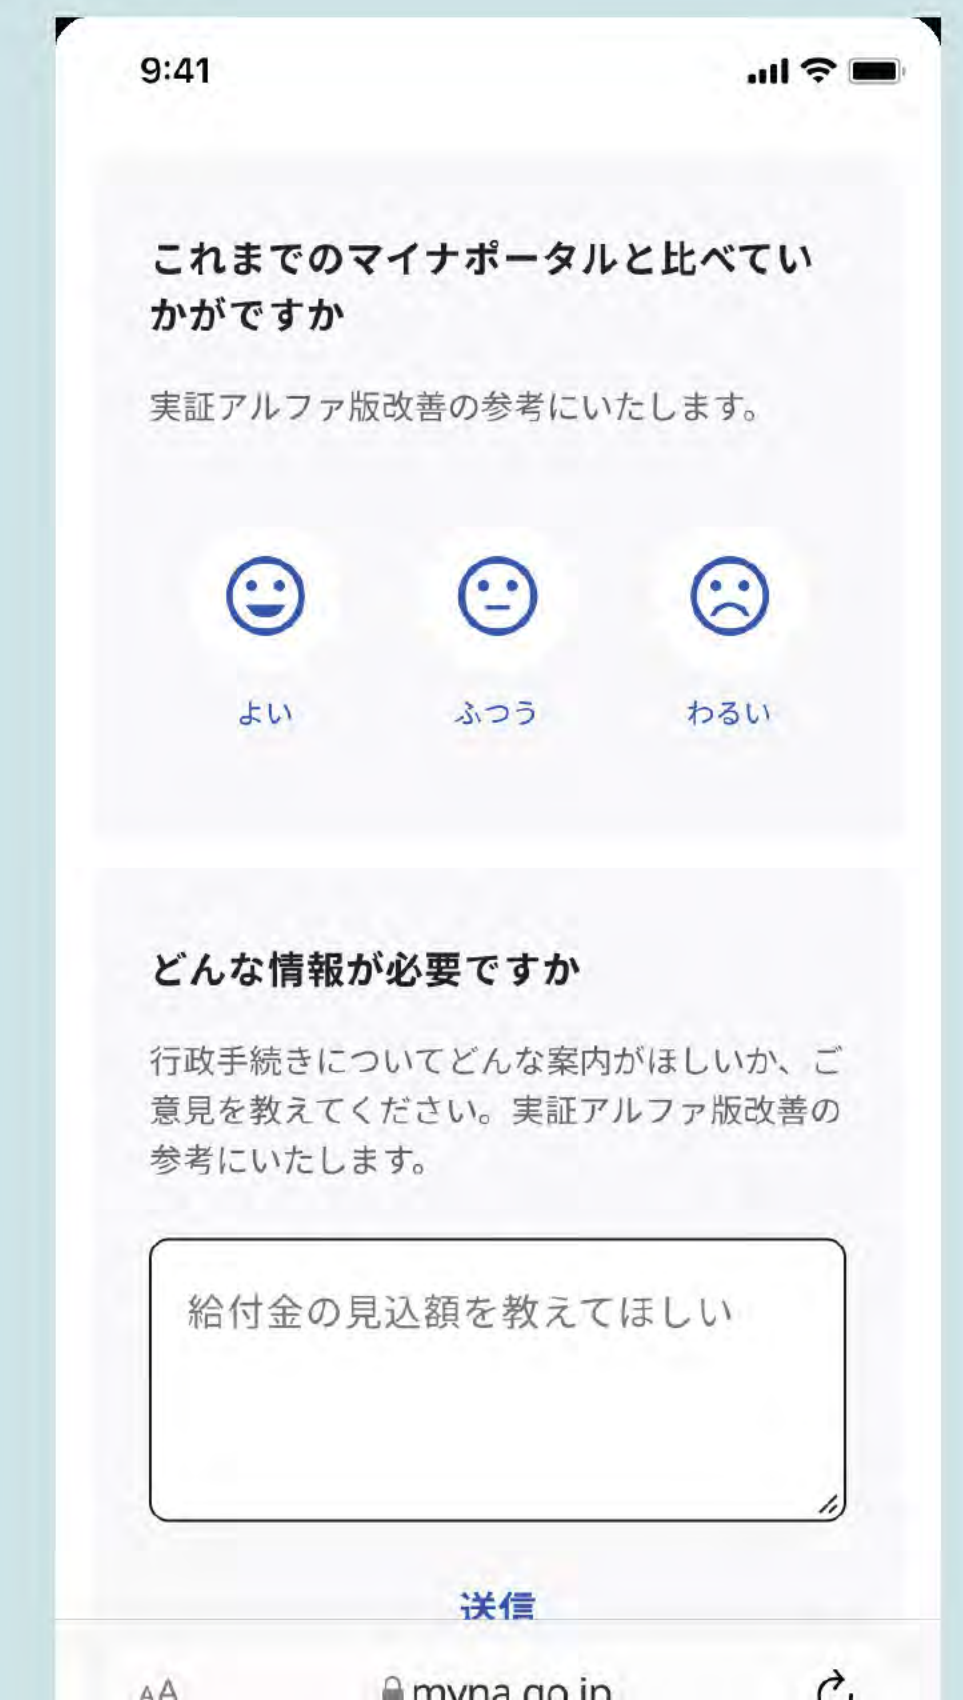 9:41
これまでのマイナポータルと比べてい
かがですか
実証アルファ版改善の参考にいたします。
よい ふつう わるい
どんな情報が必要ですか
行政手続きについてどんな案内がほしいか、ご
意見を教えてください。実証アルファ版改善の
参考にいたします。
給付金の見込額を教えてほしい
送信
AA myna.go.jp